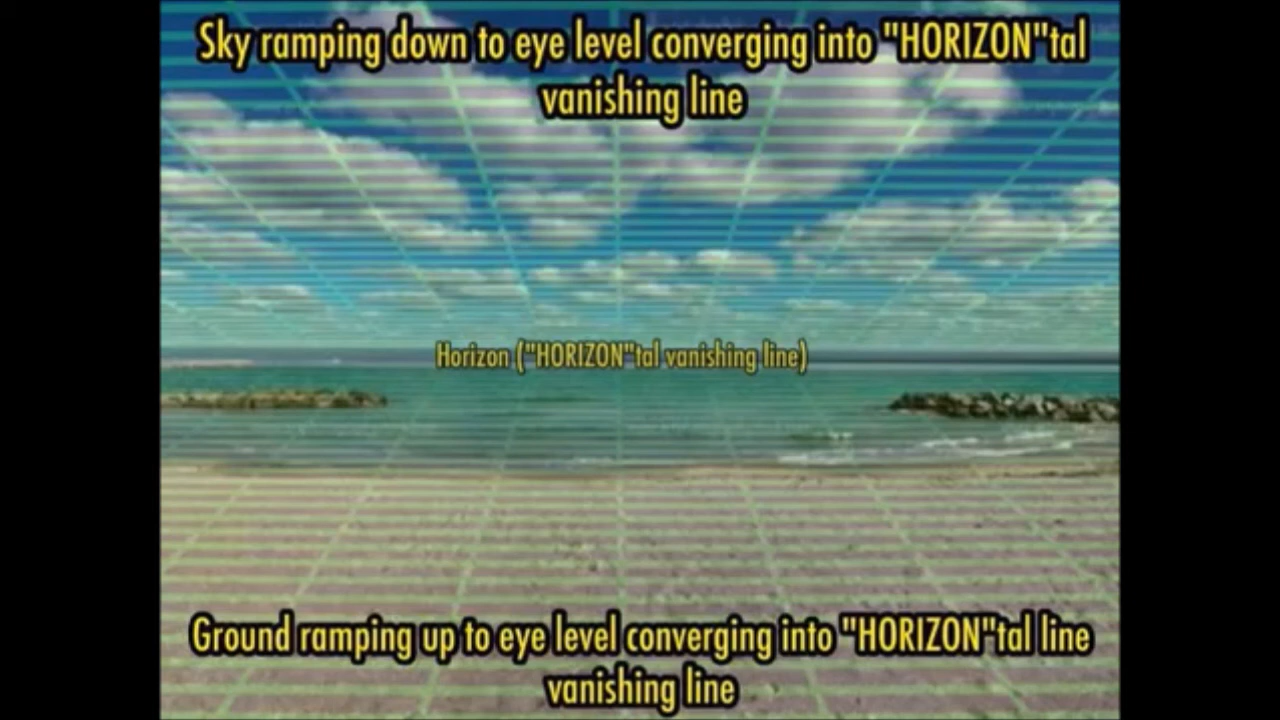 Sky ramping down to eye level converging into "HORIZON"tal
vanishing line
Horizon ("HORIZON"tal vanishing line)
Ground ramping up to eye level converging into "HORIZON"tal line
vanishing line